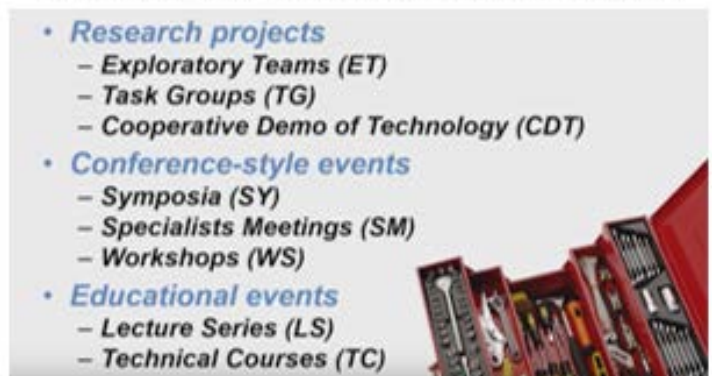 • Research projects
– Exploratory Teams (ET)
– Task Groups (TG)
– Cooperative Demo of Technology (CDT)
• Conference-style events
– Symposia (SY)
– Specialists Meetings (SM)
– Workshops (WS)
• Educational events
– Lecture Series (LS)
– Technical Courses (TC)